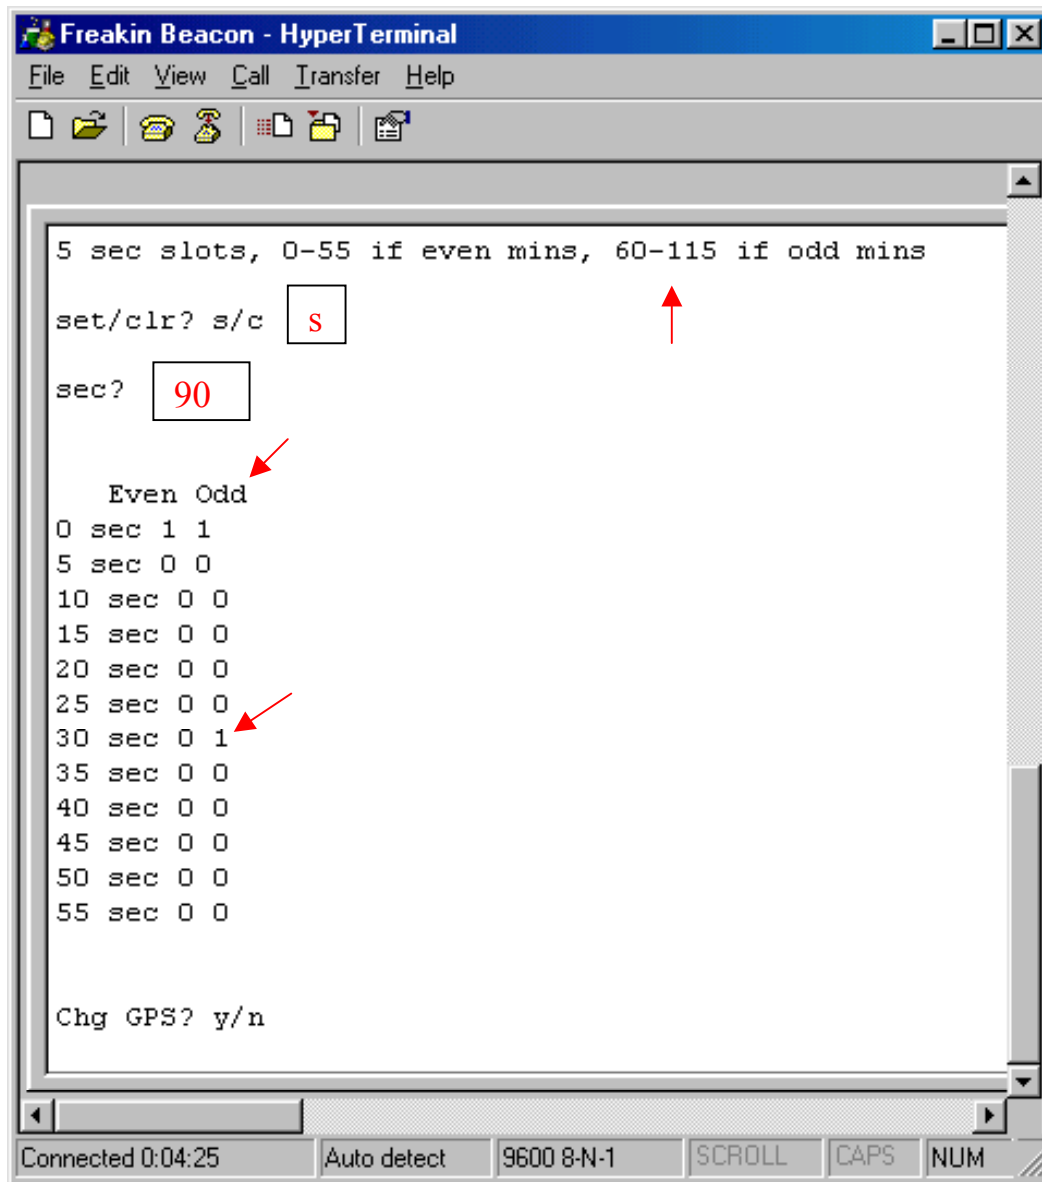 Freakin Beacon - HyperTerminal
File Edit View Call Transfer Help
5 sec slots, 0-55 if even mins, 60-115 if odd mins
set/clr? s/c s
sec? 90
Even Odd
0 sec 1 1
5 sec 0 0
10 sec 0 0
15 sec 0 0
20 sec 0 0
25 sec 0 0
30 sec 0 1
35 sec 0 0
40 sec 0 0
45 sec 0 0
50 sec 0 0
55 sec 0 0
Chg GPS? y/n
Connected 0:04:25 Auto detect 9600 8-N-1 SCROLL CAPS NUM